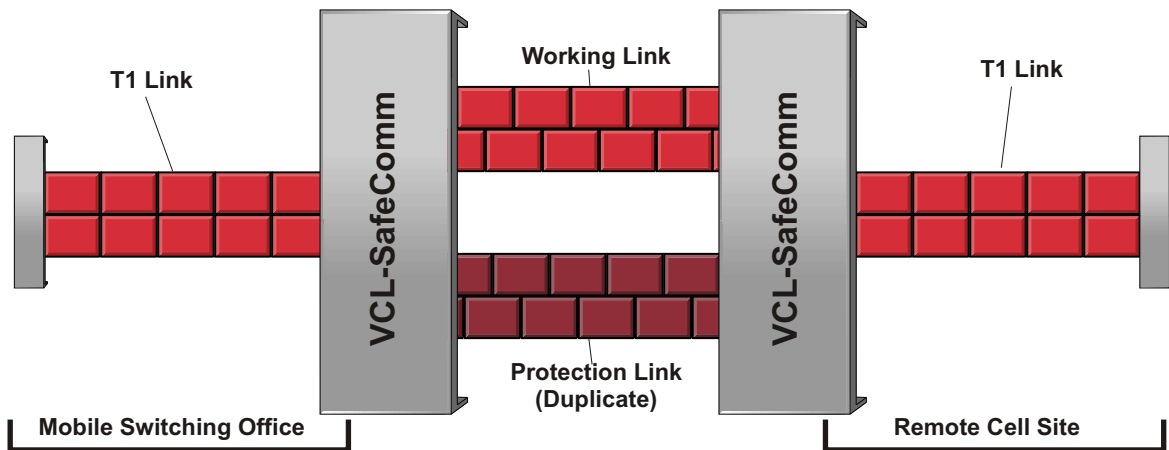 Working Link
T1 Link
T1 Link
VCL-SafeComm
VCL-SafeComm
Protection Link
(Duplicate)
Mobile Switching Office
Remote Cell Site